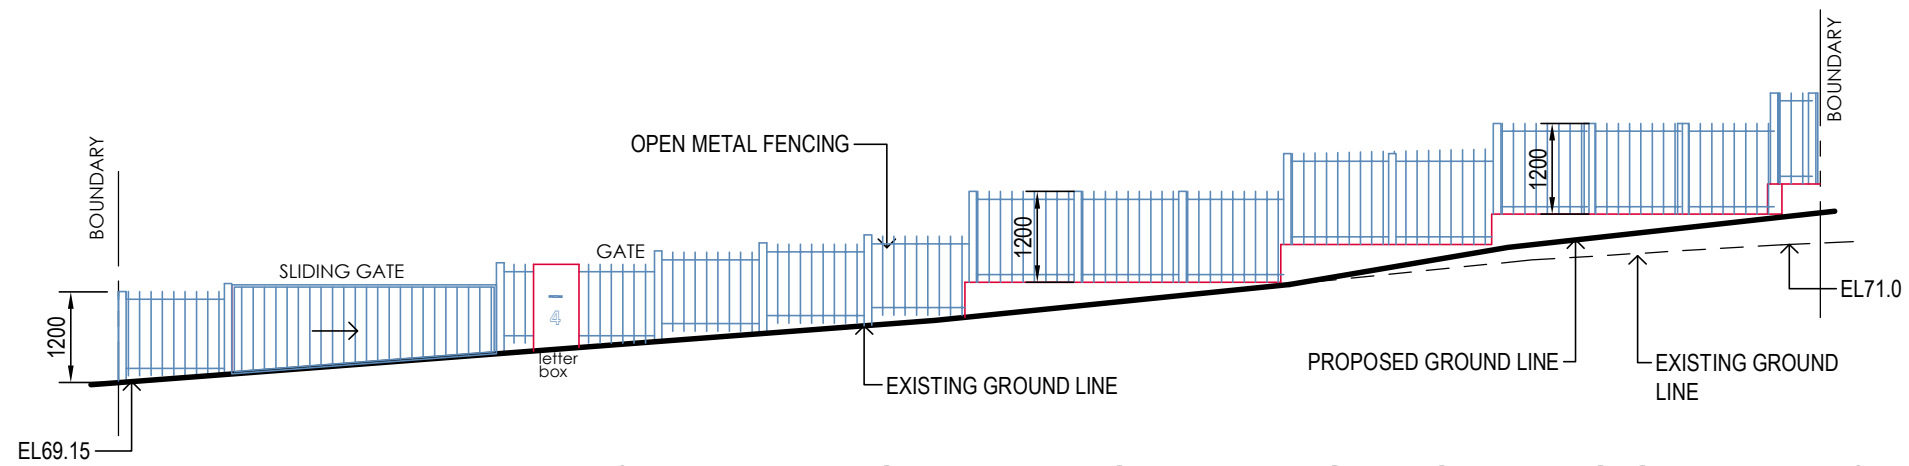 BOUNDARY
BOUNDARY
OPEN METAL FENCING
1200
GATE
1200
SLIDING GATE
EL71.0
4
1200
letter
box
PROPOSED GROUND LINE
EXISTING GROUND
LINE
EXISTING GROUND LINE
EL69.15